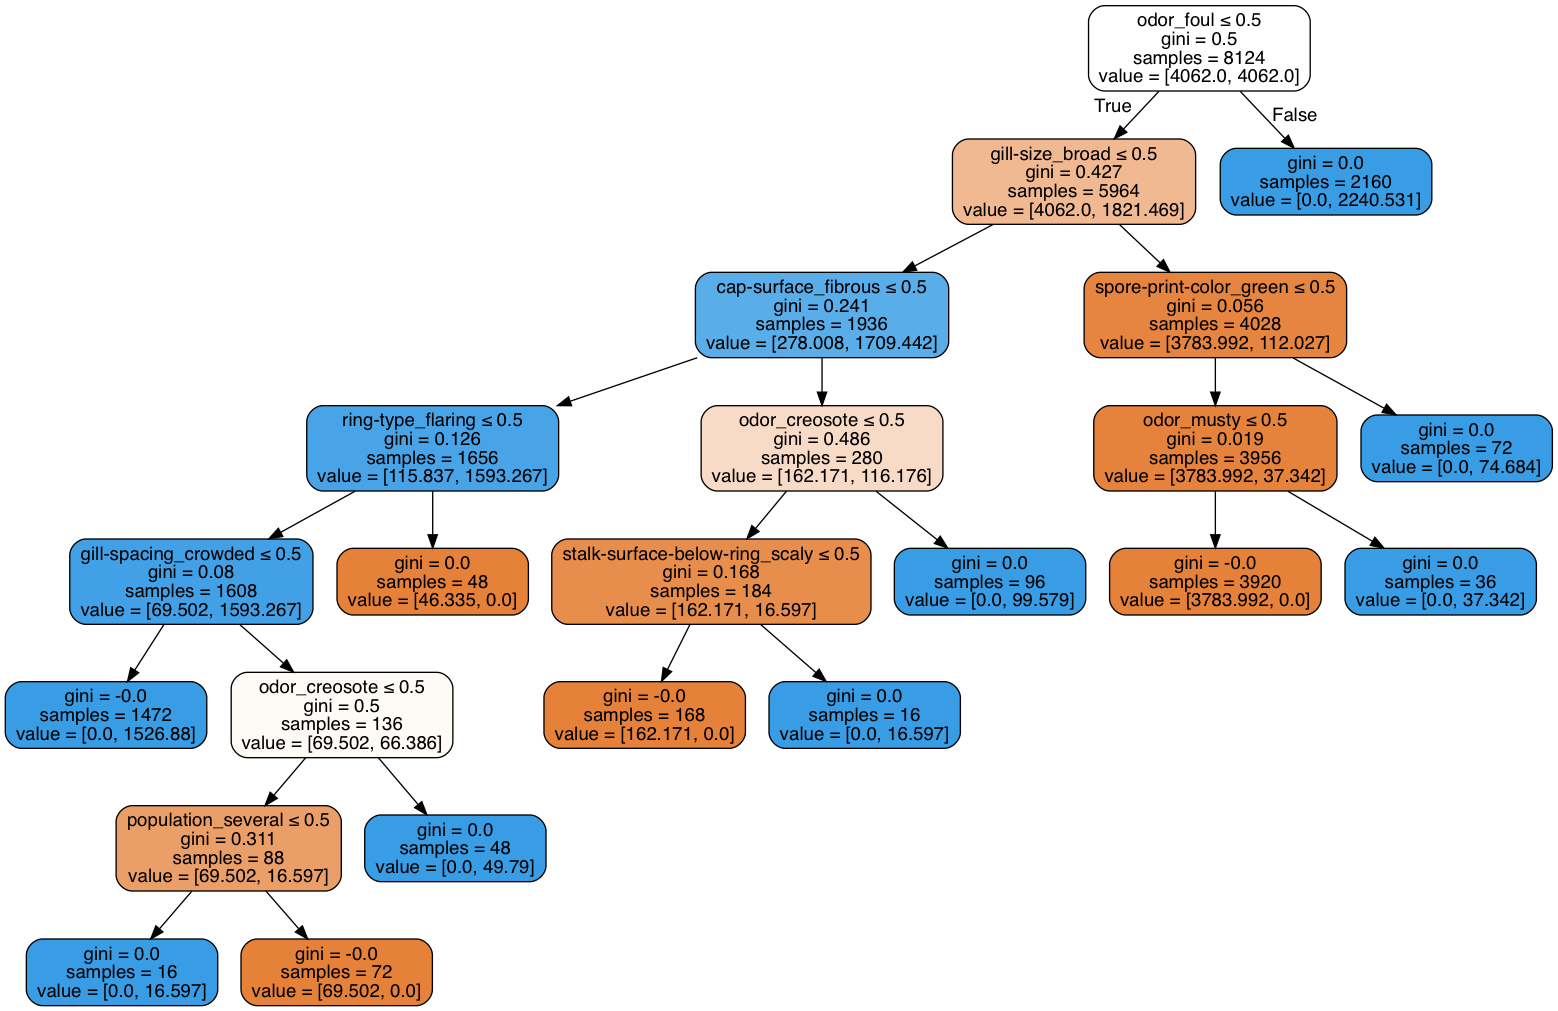 odor_foul ≤ 0.5
gini = 0.5
samples = 8124
value = [4062.0, 4062.0]
True
False
gill-size_broad ≤ 0.5
gini = 0.427
samples = 5964
value = [4062.0, 1821.469]
gini = 0.0
samples = 2160
value = [0.0, 2240.531]
cap-surface_fibrous ≤ 0.5
gini = 0.241
samples = 1936
value = [278.008, 1709.442]
spore-print-color_green ≤ 0.5
gini = 0.056
samples = 4028
value = [3783.992, 112.027]
ring-type_flaring ≤ 0.5
gini = 0.126
samples = 1656
value = [115.837, 1593.267]
odor_creosote ≤ 0.5
gini = 0.486
samples = 280
value = [162.171, 116.176]
odor_musty ≤ 0.5
gini = 0.019
samples = 3956
value = [3783.992, 37.342]
gini = 0.0
samples = 72
value = [0.0, 74.684]
gill-spacing_crowded ≤ 0.5
gini = 0.08
samples = 1608
value = [69.502, 1593.267]
gini = 0.0
samples = 48
value = [46.335, 0.0]
stalk-surface-below-ring_scaly ≤ 0.5
gini = 0.168
samples = 184
value = [162.171, 16.597]
gini = 0.0
samples = 96
value = [0.0, 99.579]
gini = -0.0
samples = 3920
value = [3783.992, 0.0]
gini = 0.0
samples = 36
value = [0.0, 37.342]
gini = -0.0
samples = 1472
value = [0.0, 1526.88]
odor_creosote ≤ 0.5
gini = 0.5
samples = 136
value = [69.502, 66.386]
gini = -0.0
samples = 168
value = [162.171, 0.0]
gini = 0.0
samples = 16
value = [0.0, 16.597]
population_several ≤ 0.5
gini = 0.311
samples = 88
value = [69.502, 16.597]
gini = 0.0
samples = 48
value = [0.0, 49.79]
gini = 0.0
samples = 16
value = [0.0, 16.597]
gini = -0.0
samples = 72
value = [69.502, 0.0]